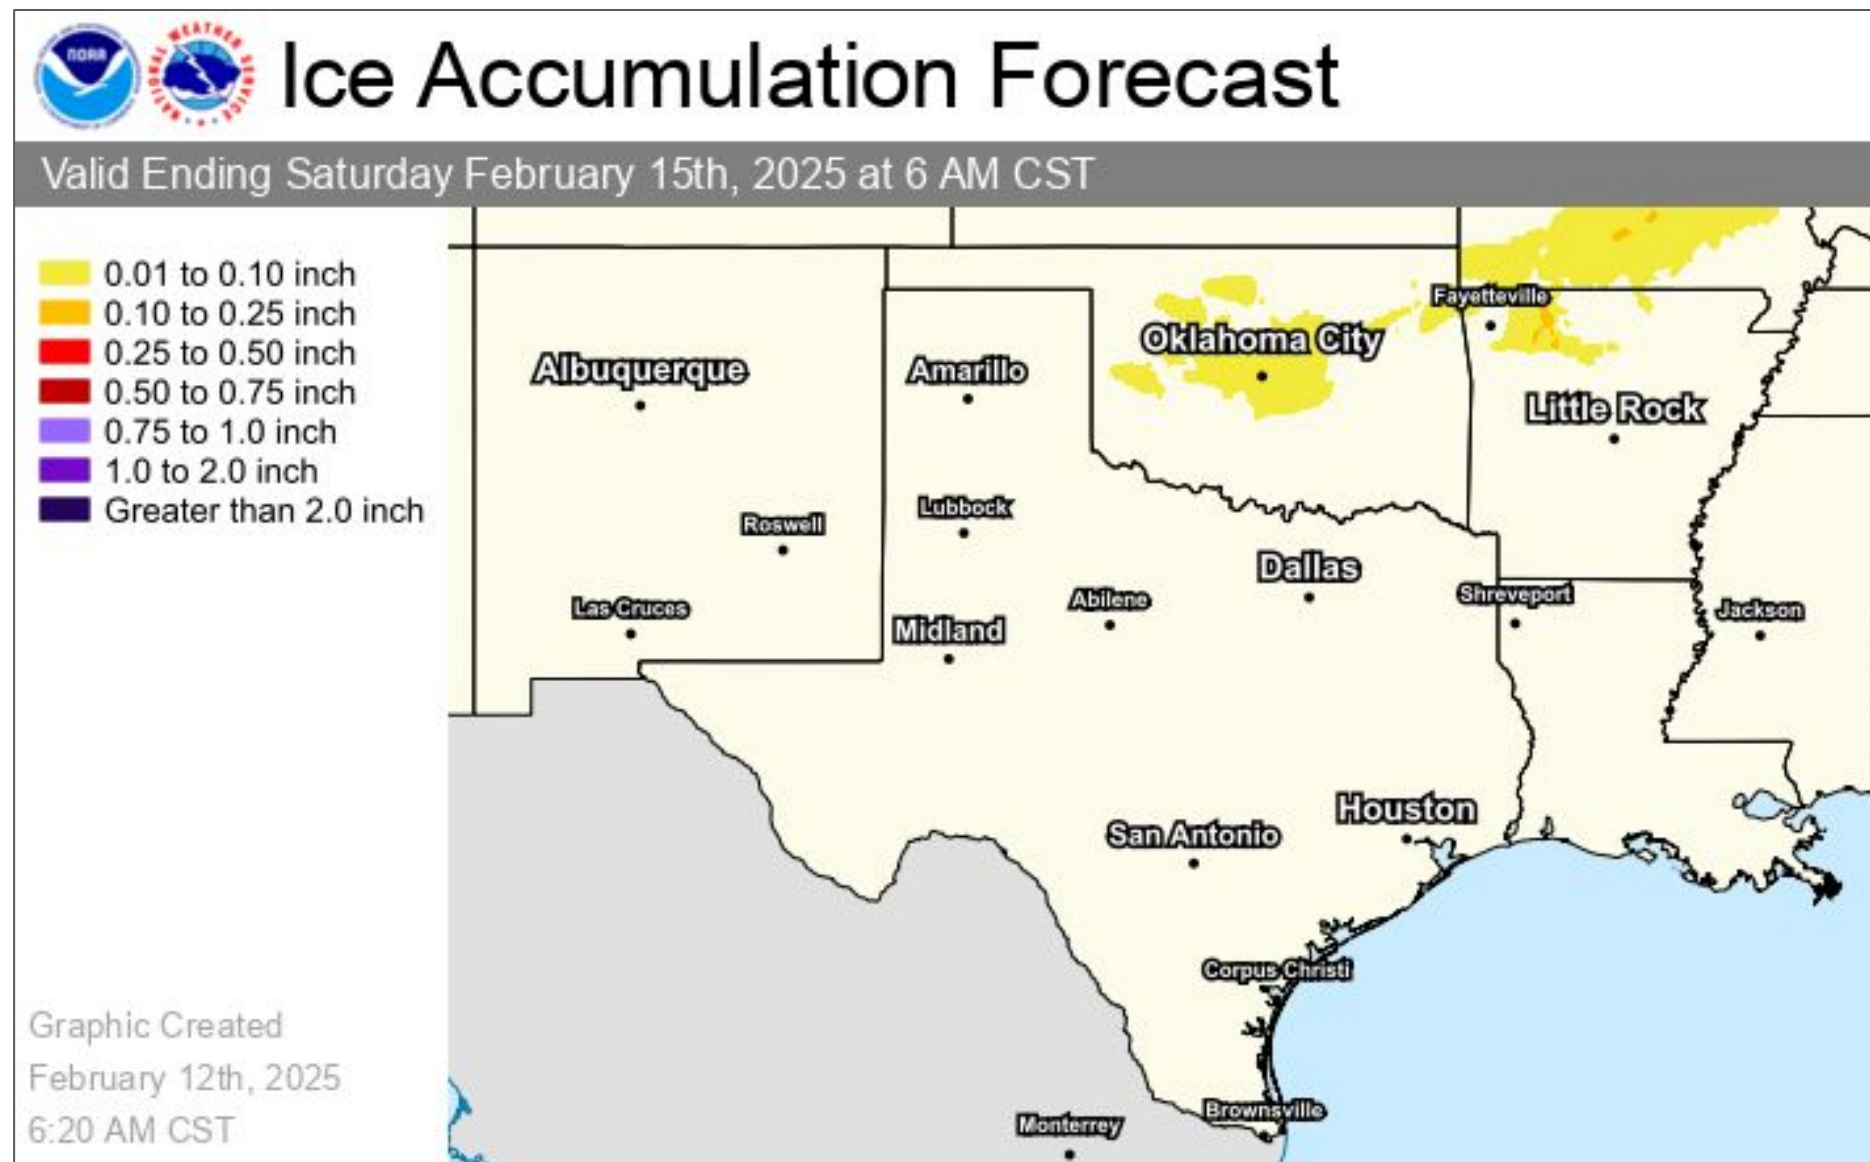 NOAA
NATIONAL WEATHER SERVICE
Ice Accumulation Forecast
Valid Ending Saturday February 15th, 2025 at 6 AM CST
0.01 to 0.10 inch
0.10 to 0.25 inch
0.25 to 0.50 inch
0.50 to 0.75 inch
0.75 to 1.0 inch
1.0 to 2.0 inch
Greater than 2.0 inch
Fayetteville
Oklahoma City
Albuquerque
Amarillo
Little Rock
Lubbock
Roswell
Dallas
Shreveport
Abilene
Las Cruces
Jackson
Midland
Houston
San Antonio
Corpus Christi
Brownsville
Monterrey
Graphic Created
February 12th, 2025
6:20 AM CST